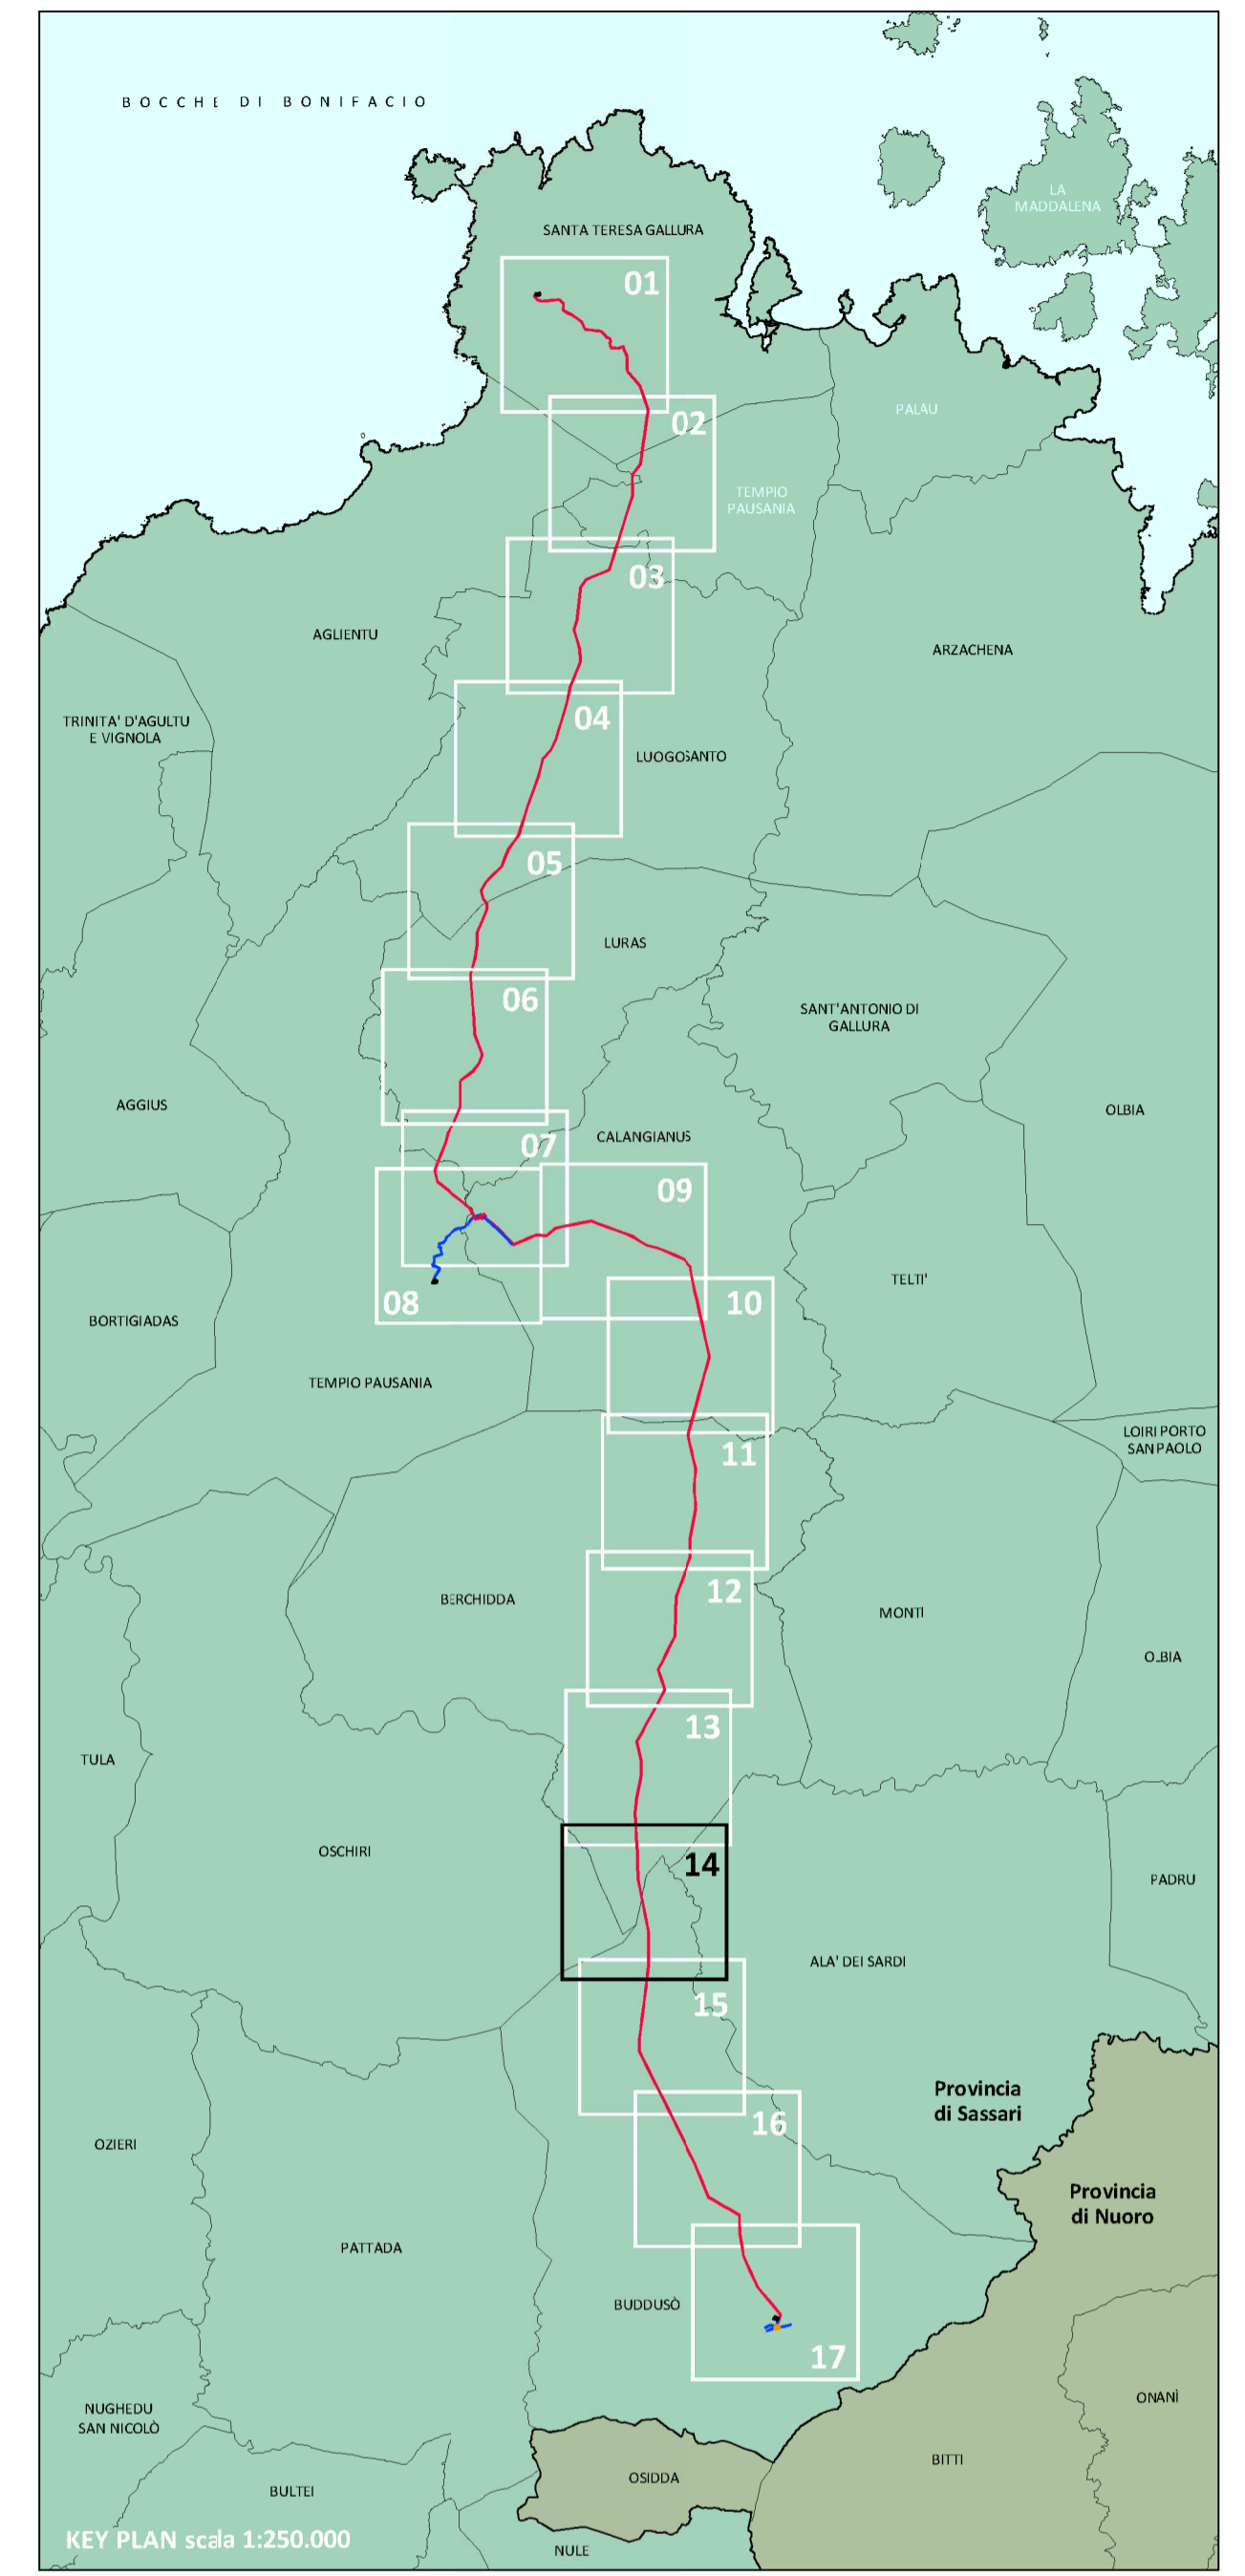 BOCCHE DI BONIFACIO
LA
MADDALENA
SANTA TERESA GALLURA
01
PALAU
02
TEMPIO
PAUSANIA
03
AGLIENTU
ARZACHENA
TRINITA' D'AGULTU
E VIGNOLA
04
LUOGOSANTO
05
LURAS
06
SANT'ANTONIO DI
GALLURA
AGGIUS
OLBIA
CALANGIANUS
07
09
TELTI'
08
10
BORTIGIADAS
TEMPIO PAUSANIA
LOIRI PORTO
SAN PAOLO
11
12
BERCHIDDA
MONTI
OLBIA
13
TULA
OSCHIRI
14
PADRU
ALA' DEI SARDI
15
Provincia
di Sassari
16
OZIERI
Provincia
di Nuoro
PATTADA
BUDDUSÒ
17
ONANÌ
NUGHEDU
SAN NICOLÒ
BITTI
OSIDDA
BULTEI
KEY PLAN scala 1:250.000
NULE